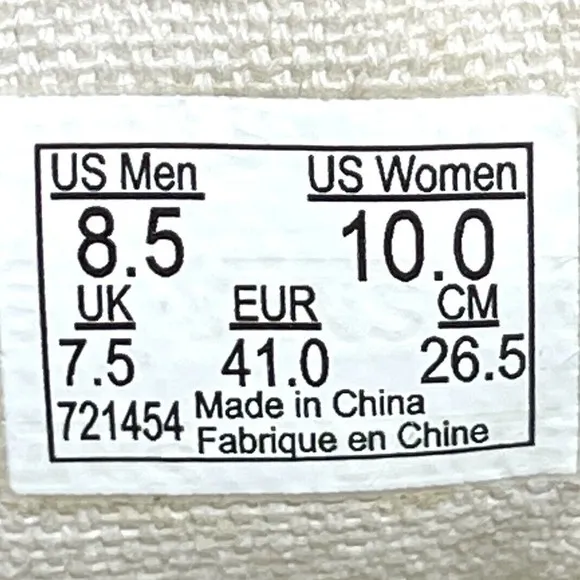 US Men US Women
8.5 10.0
UK EUR CM
7.5 41.0 26.5
721454 Made in China
Fabrique en Chine